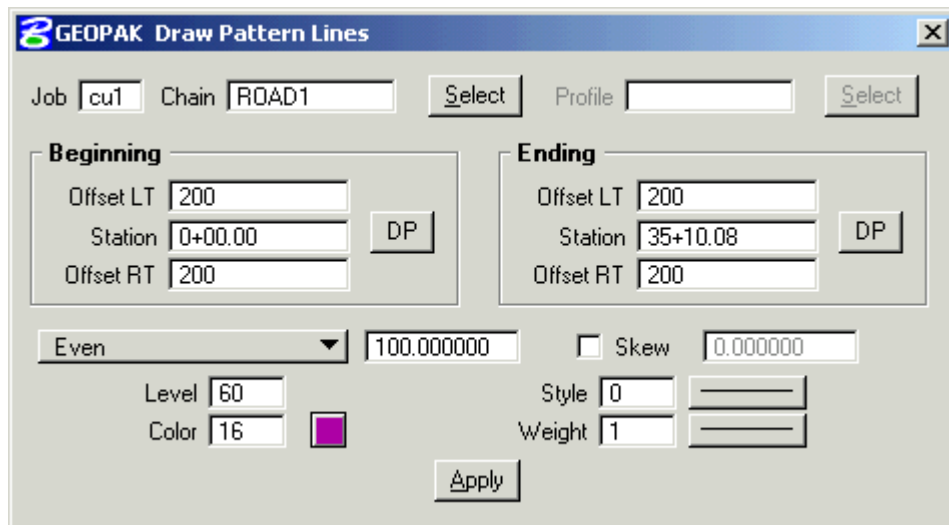 GEOPAK Draw Pattern Lines
Job cu1 Chain ROAD1 Select Profile Select
Beginning Ending
Offset LT 200 Offset LT 200
Station 0+00.00 DP Station 35+10.08 DP
Offset RT 200 Offset RT 200
Even 100.000000 Skew 0.000000
Level 60 Style 0
Color 16 Weight 1
Apply